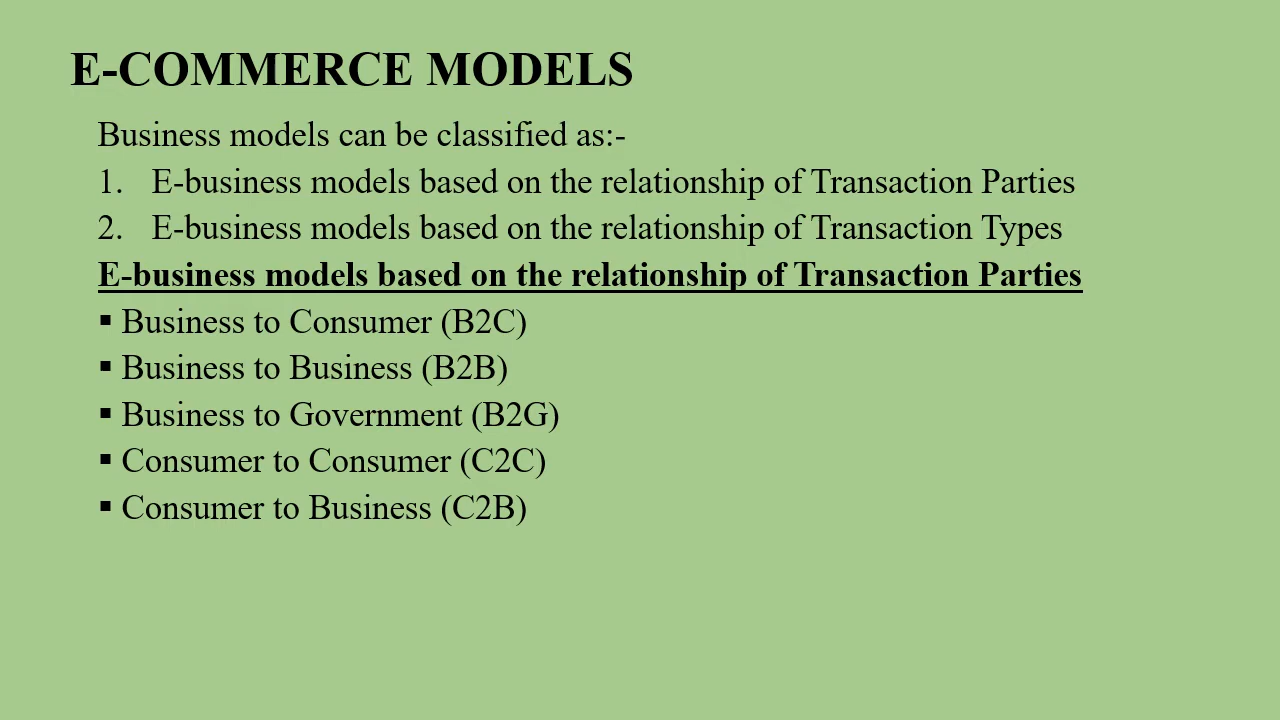 E-COMMERCE MODELS
Business models can be classified as:-
1. E-business models based on the relationship of Transaction Parties
2. E-business models based on the relationship of Transaction Types
E-business models based on the relationship of Transaction Parties
▪ Business to Consumer (B2C)
▪ Business to Business (B2B)
▪ Business to Government (B2G)
▪ Consumer to Consumer (C2C)
▪ Consumer to Business (C2B)